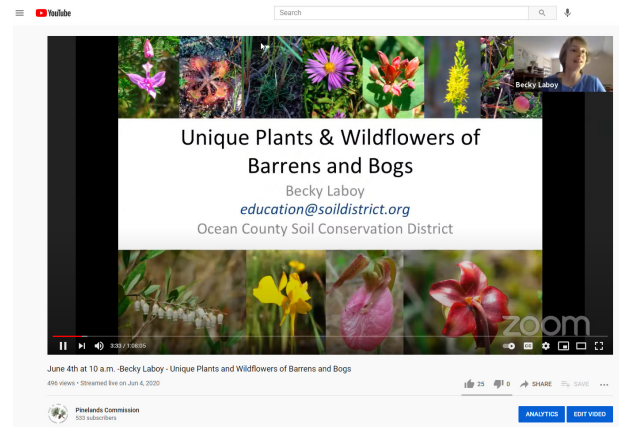 YouTube
Search
Becky Laboy
Unique Plants & Wildflowers of
Barrens and Bogs
Becky Laboy
education@soildistrict.org
Ocean County Soil Conservation District
zoom
3:33 / 1:08:05
CC
June 4th at 10 a.m. -Becky Laboy - Unique Plants and Wildflowers of Barrens and Bogs
496 views • Streamed live on Jun 4, 2020
25 0 SHARE SAVE
Pinelands Commission
533 subscribers
ANALYTICS EDIT VIDEO